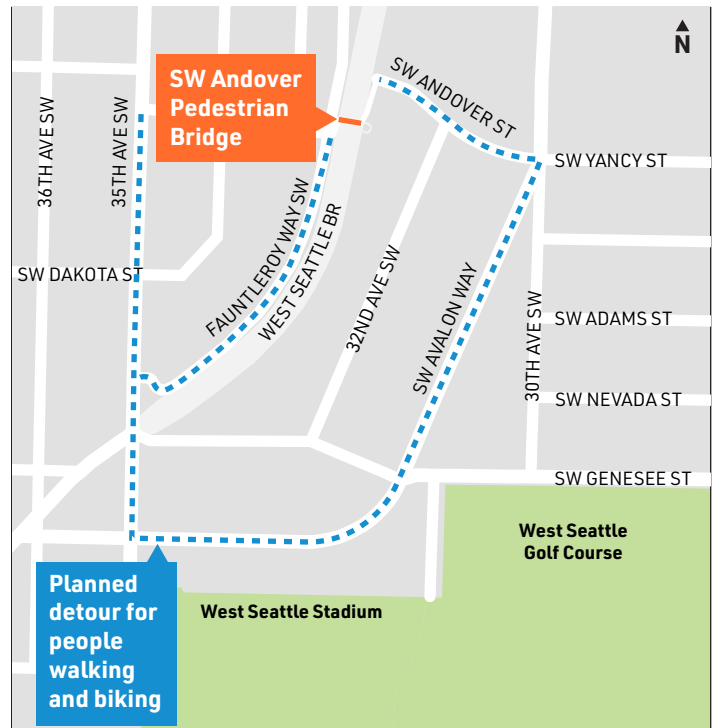 N
SW Andover
Pedestrian
Bridge
SW ANDOVER ST
36TH AVE SW
35TH AVE SW
SW YANCY ST
FAUNTLEROY WAY SW
WEST SEATTLE BR
32ND AVE SW
SW DAKOTA ST
SW AVALON WAY
30TH AVE SW
SW ADAMS ST
SW NEVADA ST
SW GENESEE ST
West Seattle
Golf Course
Planned
detour for
people
walking
and biking
West Seattle Stadium